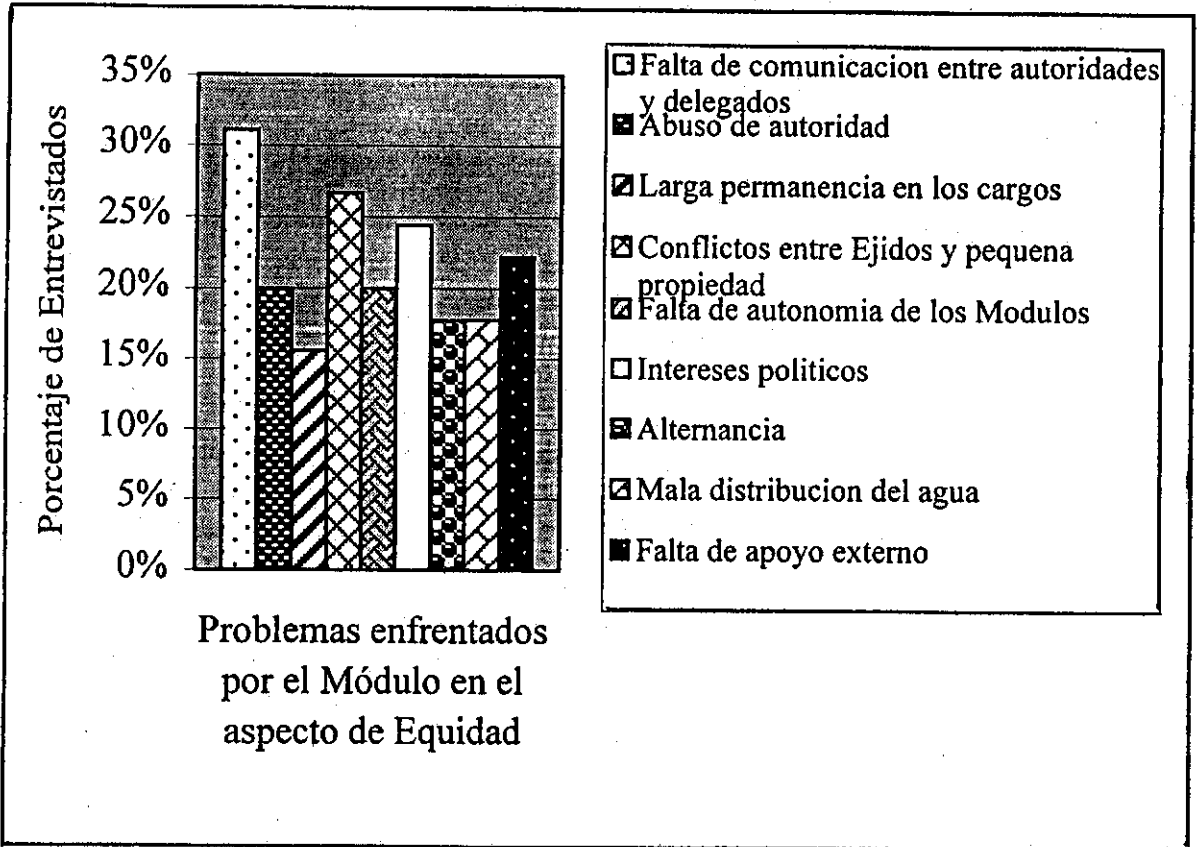 35%
30%
25%
20%
15%
10%
5%
0%
Porcentaje de Entrevistados
Problemas enfrentados
por el Módulo en el
aspecto de Equidad
Falta de comunicacion entre autoridades
y delegados
Abuso de autoridad
Larga permanencia en los cargos
Conflictos entre Ejidos y pequena
propiedad
Falta de autonomia de los Modulos
Intereses politicos
Alternancia
Mala distribucion del agua
Falta de apoyo externo